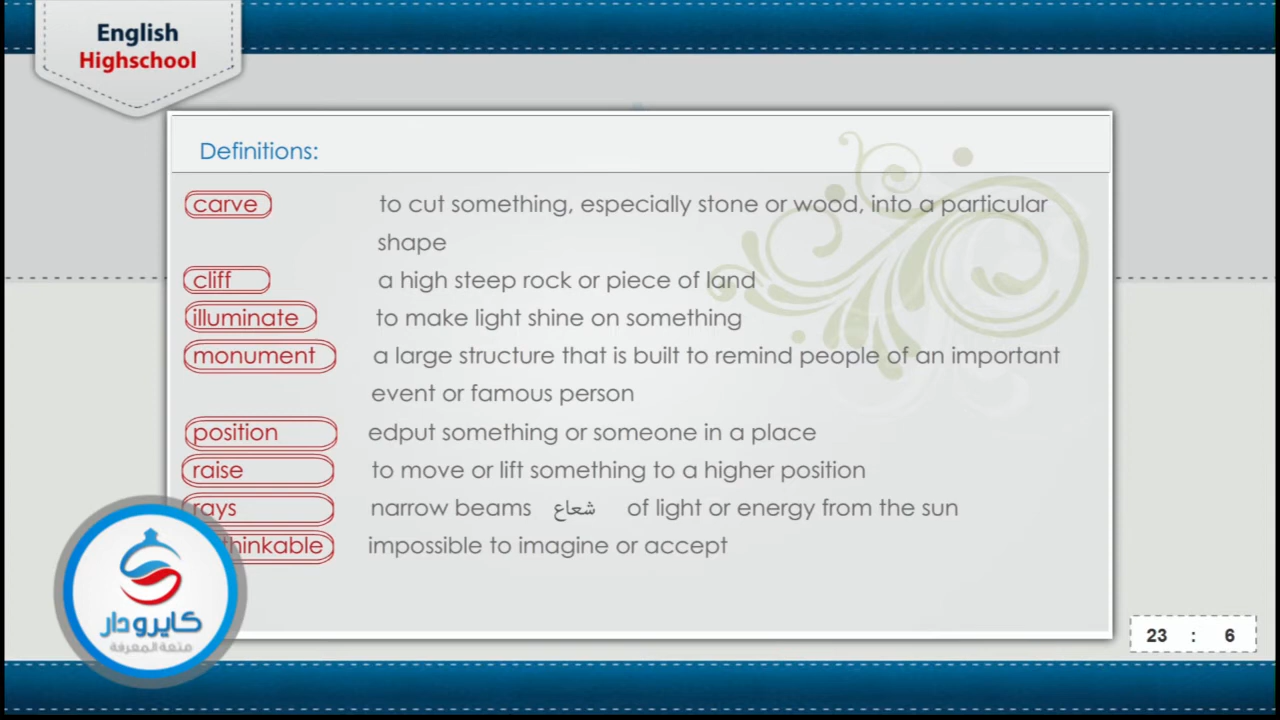 English
Highschool
Definitions:
carve to cut something, especially stone or wood, into a particular
shape
cliff a high steep rock or piece of land
illuminate to make light shine on something
monument a large structure that is built to remind people of an important
event or famous person
position edput something or someone in a place
raise to move or lift something to a higher position
rays narrow beams شعاع of light or energy from the sun
thinkable impossible to imagine or accept
كايرودار
متعة المعرفة
23 : 6